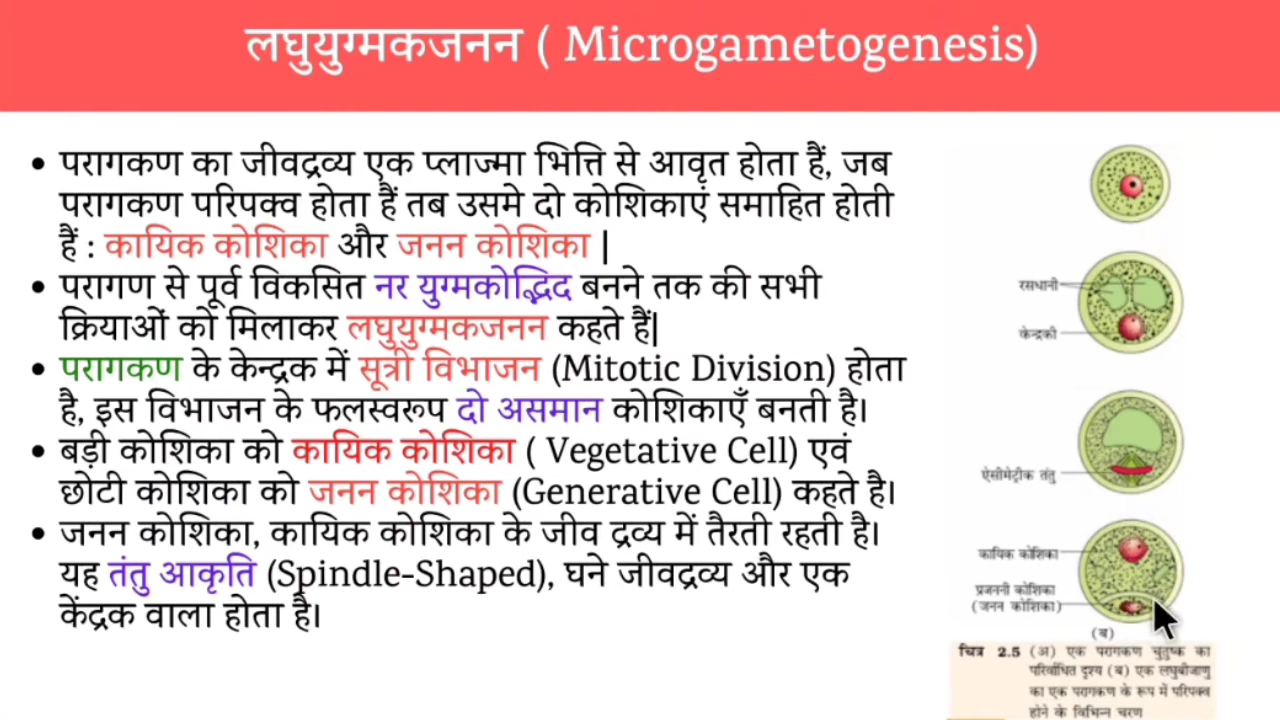 लघुयुग्मकजनन ( Microgametogenesis)
• परागकण का जीवद्रव्य एक प्लाज्मा भित्ति से आवृत होता हैं, जब
परागकण परिपक्व होता हैं तब उसमे दो कोशिकाएं समाहित होती
हैं : कायिक कोशिका और जनन कोशिका |
• परागण से पूर्व विकसित नर युग्मकोद्भिद बनने तक की सभी
क्रियाओं को मिलाकर लघुयुग्मकजनन कहते हैं|
• परागकण के केन्द्रक में सूत्री विभाजन (Mitotic Division) होता
है, इस विभाजन के फलस्वरूप दो असमान कोशिकाएँ बनती है।
• बड़ी कोशिका को कायिक कोशिका ( Vegetative Cell) एवं
छोटी कोशिका को जनन कोशिका (Generative Cell) कहते है।
• जनन कोशिका, कायिक कोशिका के जीव द्रव्य में तैरती रहती है।
यह तंतु आकृति (Spindle-Shaped), घने जीवद्रव्य और एक
केंद्रक वाला होता है।
रसधानी
केन्द्रकी
ऐसीमेट्रीक तंतु
कायिक कोशिका
प्रजननी कोशिका
(जनन कोशिका)
(ब)
चित्र 2.5 (अ) एक परागकण चतुष्क का
परिवर्धित दृश्य (ब) एक लघुबीजाणु
का एक परागकण के रूप में परिपक्व
होने के विभिन्न चरण